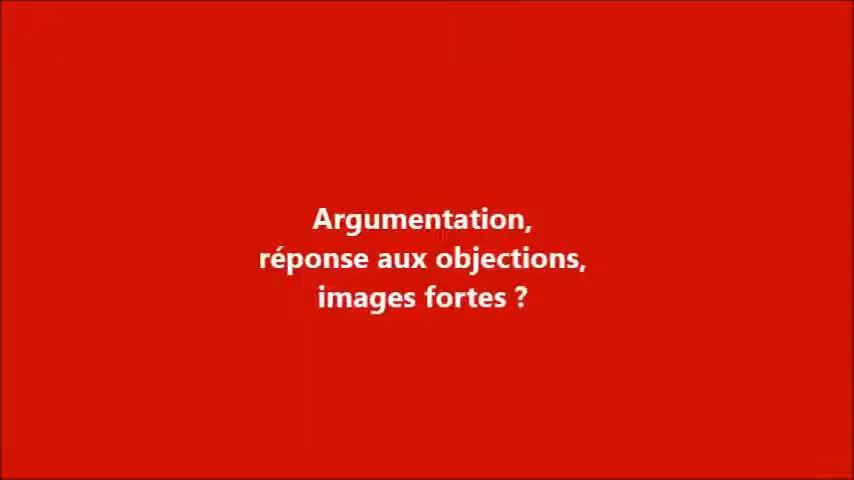 Argumentation,
réponse aux objections,
images fortes ?